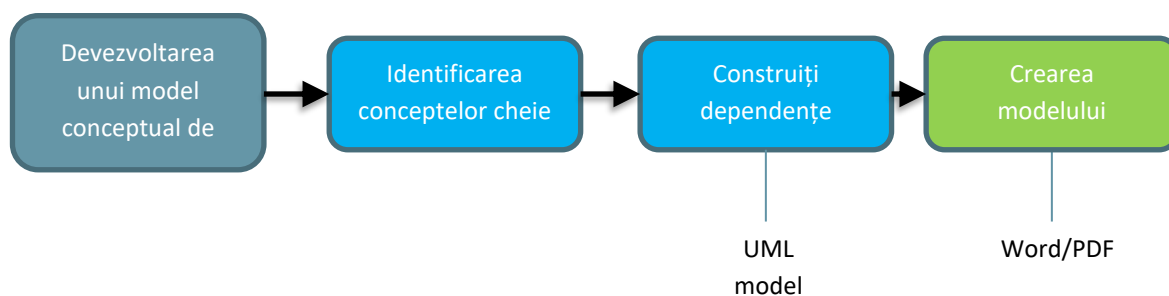 Devezvoltarea
unui model
conceptual de
Identificarea
conceptelor cheie
Construiți
dependențe
Crearea
modelului
UML
model
Word/PDF